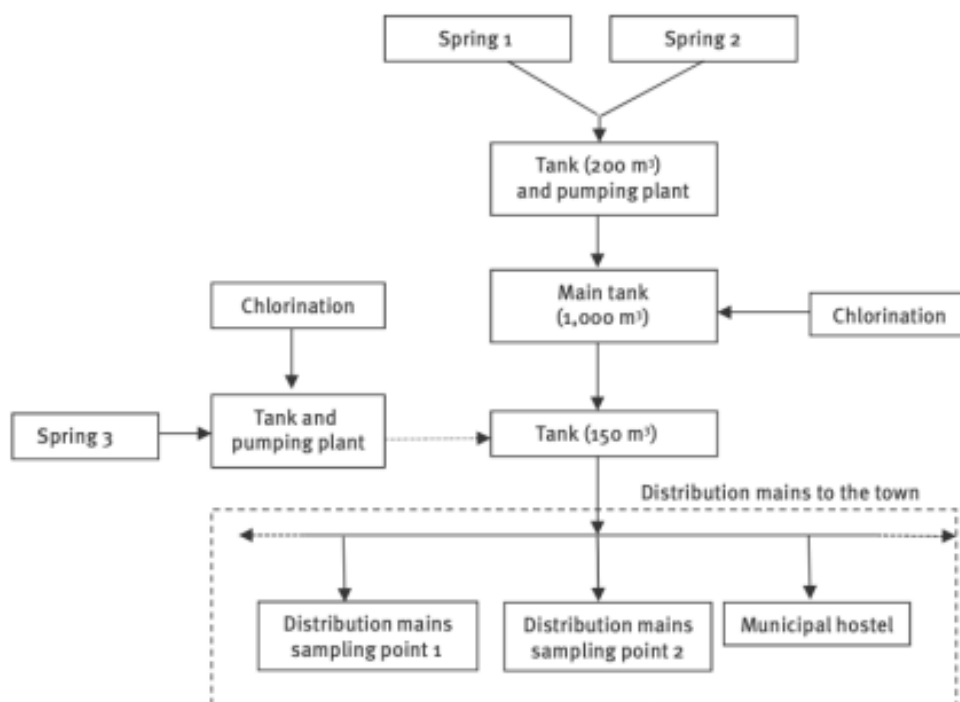 Spring 1
Spring 2
Tank (200 m³)
and pumping plant
Main tank
(1,000 m³)
Chlorination
Chlorination
Spring 3
Tank and
pumping plant
Tank (150 m³)
Distribution mains to the town
Distribution mains
sampling point 1
Distribution mains
sampling point 2
Municipal hostel